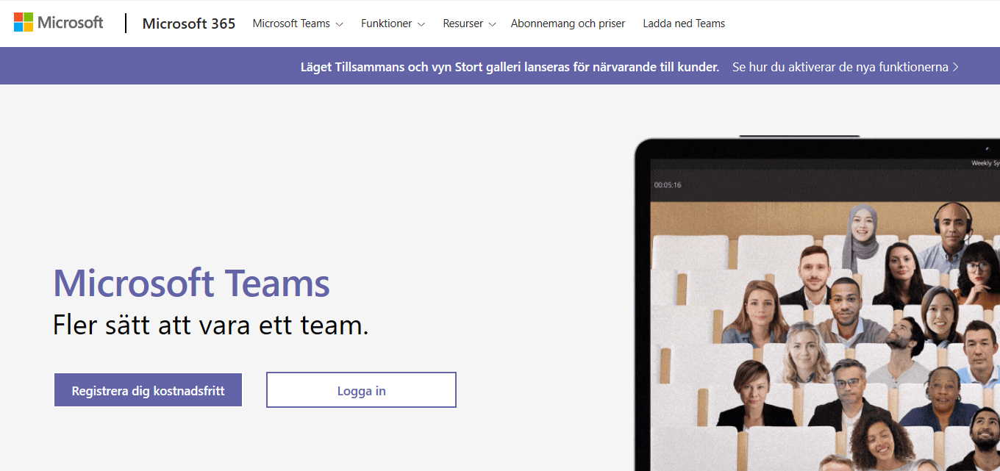 Microsoft
Microsoft 365
Microsoft Teams
Funktioner
Resurser
Abonnemang och priser
Ladda ned Teams
Läget Tillsammans och vyn Stort galleri lanseras för närvarande till kunder. Se hur du aktiverar de nya funktionerna
Weekly Sy
00:05:16
Microsoft Teams
Fler sätt att vara ett team.
Registrera dig kostnadsfritt
Logga in